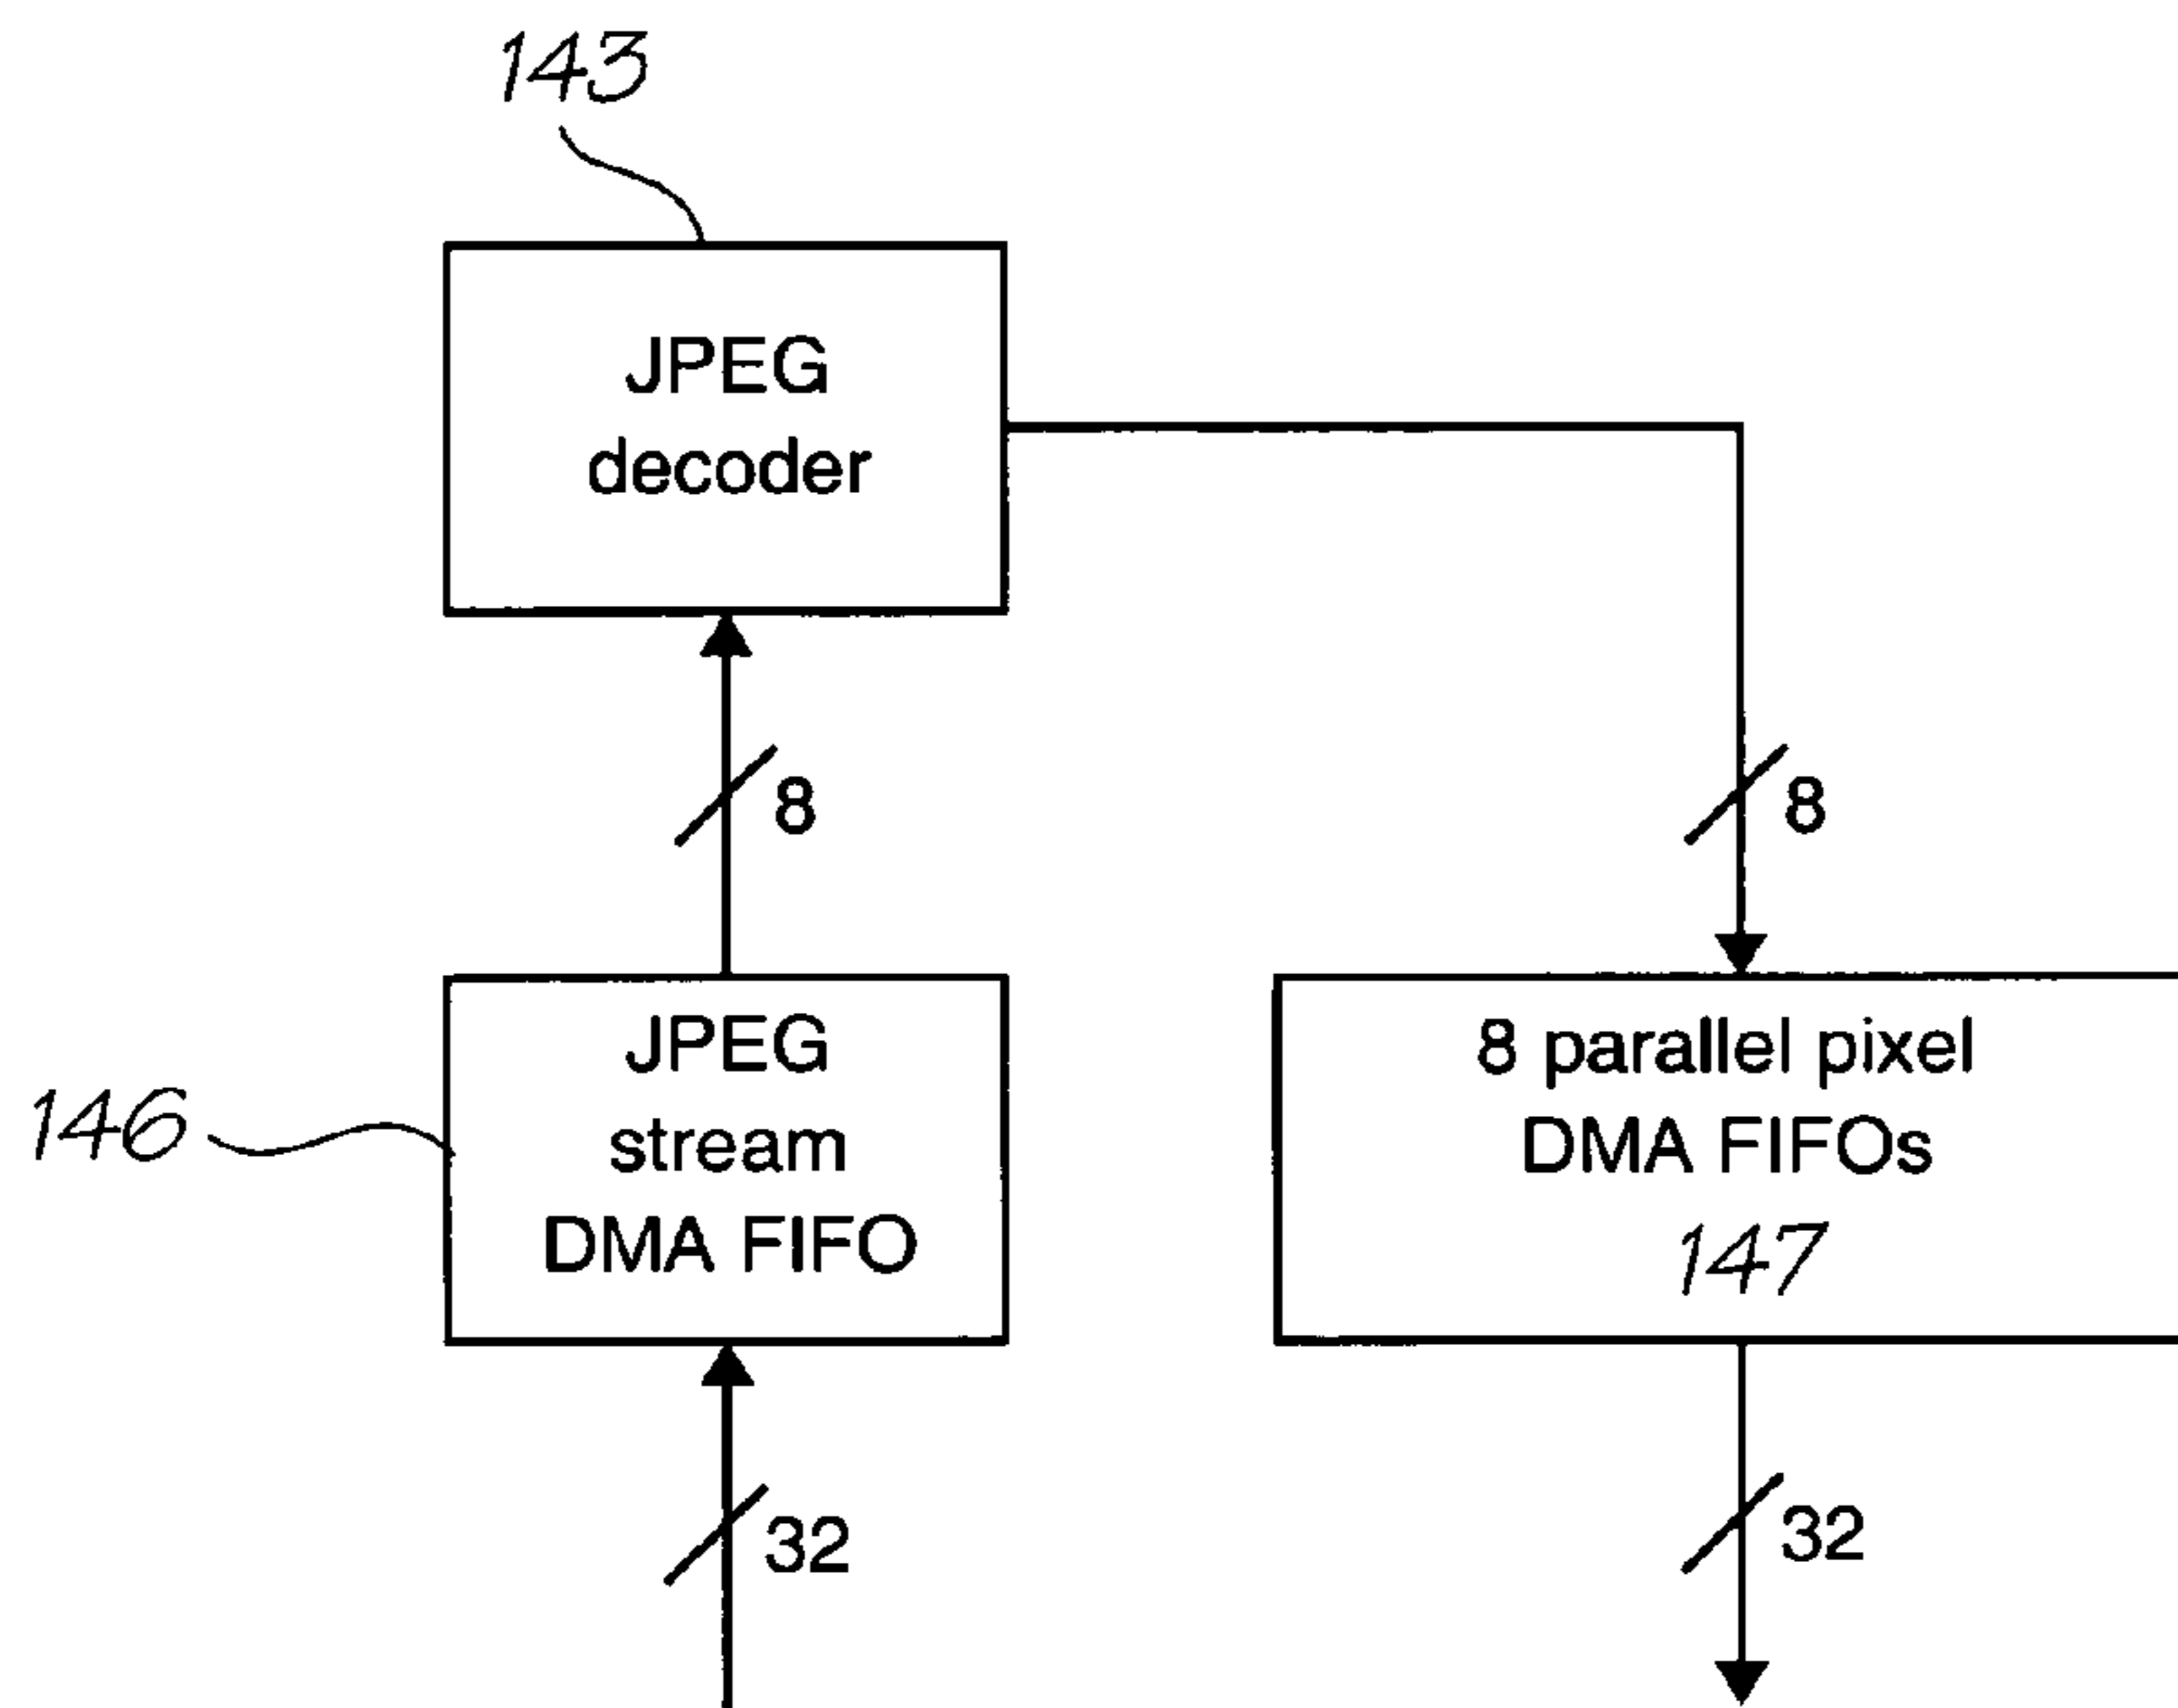 143
JPEG
decoder
8
8
JPEG
stream
DMA FIFO
146
8 parallel pixel
DMA FIFOs
147
32
32